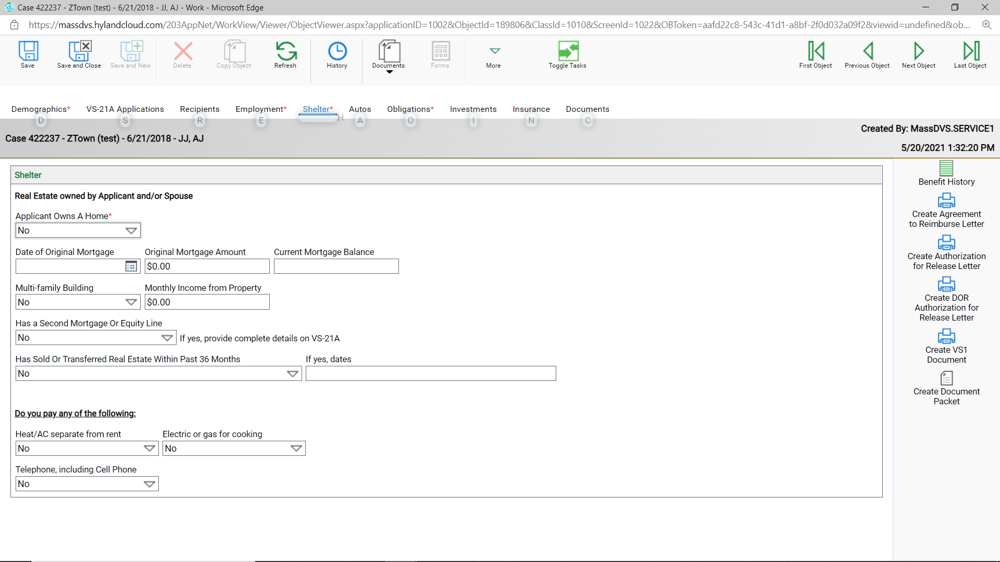 Case 422237 - ZTown (test) - 6/21/2018 - JJ, AJ - Work - Microsoft Edge
https://massdvs.hylandcloud.com/203AppNet/WorkView/Viewer/ObjectViewer.aspx?applicationID=1002&ObjectId=189806&ClassId=1010&ScreenId=1022&OBToken=aafd22c8-543c-41d1-a8bf-2f0d032a09f2&viewid=undefined&ob...
Save
Save and Close
Save and New
Delete
Copy Object
Refresh
History
Documents
Forms
More
Toggle Tasks
First Object
Previous Object
Next Object
Last Object
Demographics*
VS-21A Applications
Recipients
Employment*
Shelter*
Autos
Obligations*
Investments
Insurance
Documents
D
S
R
E
H
A
O
I
N
C
Case 422237 - ZTown (test) - 6/21/2018 - JJ, AJ
Created By: MassDVS.SERVICE1
5/20/2021 1:32:20 PM
Shelter
Real Estate owned by Applicant and/or Spouse
Applicant Owns A Home*
No
Date of Original Mortgage
Original Mortgage Amount
Current Mortgage Balance
$0.00
Multi-family Building
Monthly Income from Property
No
$0.00
Has a Second Mortgage Or Equity Line
No
If yes, provide complete details on VS-21A
Has Sold Or Transferred Real Estate Within Past 36 Months
If yes, dates
No
Do you pay any of the following:
Heat/AC separate from rent
Electric or gas for cooking
No
No
Telephone, including Cell Phone
No
Benefit History
Create Agreement
to Reimburse Letter
Create Authorization
for Release Letter
Create DOR
Authorization for
Release Letter
Create VS1
Document
Create Document
Packet